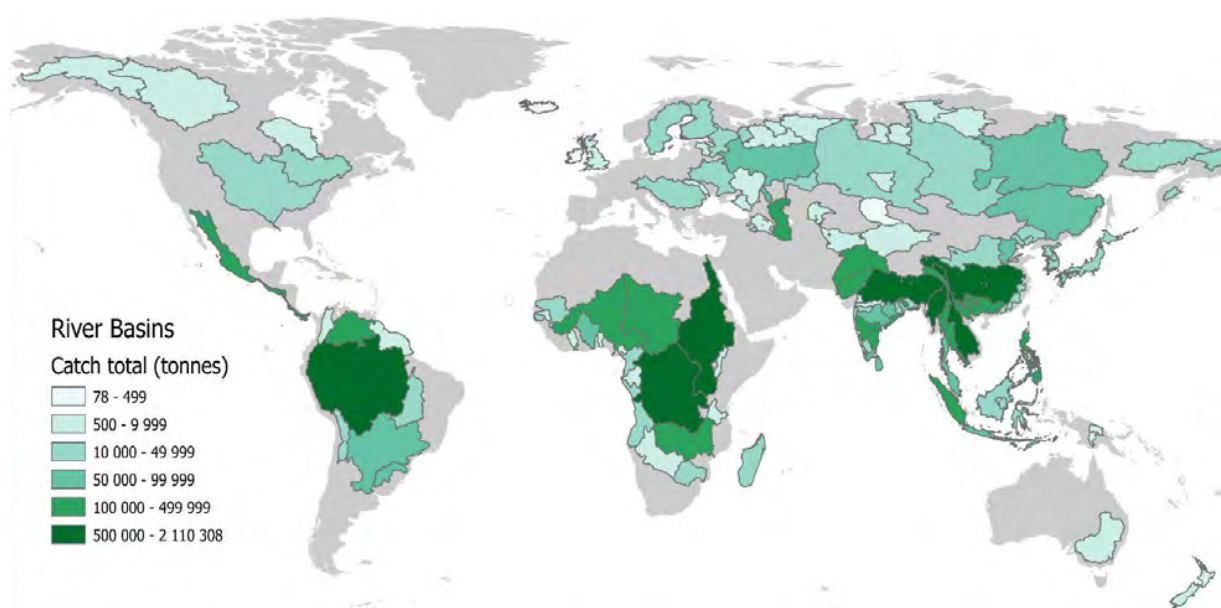 River Basins
Catch total (tonnes)
78 - 499
500 - 9 999
10 000 - 49 999
50 000 - 99 999
100 000 - 499 999
500 000 - 2 110 308